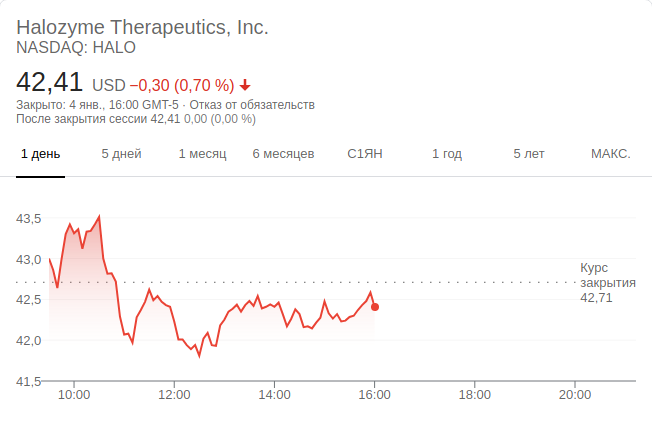 Halozyme Therapeutics, Inc.
NASDAQ: HALO
42,41 USD −0,30 (0,70 %)
Закрыто: 4 янв., 16:00 GMT-5 · Отказ от обязательств
После закрытия сессии 42,41 0,00 (0,00 %)
1 день 5 дней 1 месяц 6 месяцев С1ЯН 1 год 5 лет МАКС.
43,5
43,0
Курс
закрытия
42,71
42,5
42,0
41,5
10:00 12:00 14:00 16:00 18:00 20:00